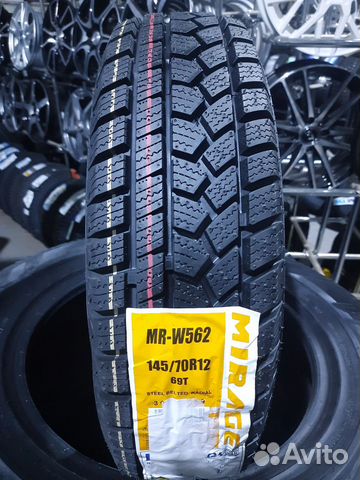 MR-W562
145/70R12
69T
STEEL BELTED RADIAL
MIRAGE
Avito